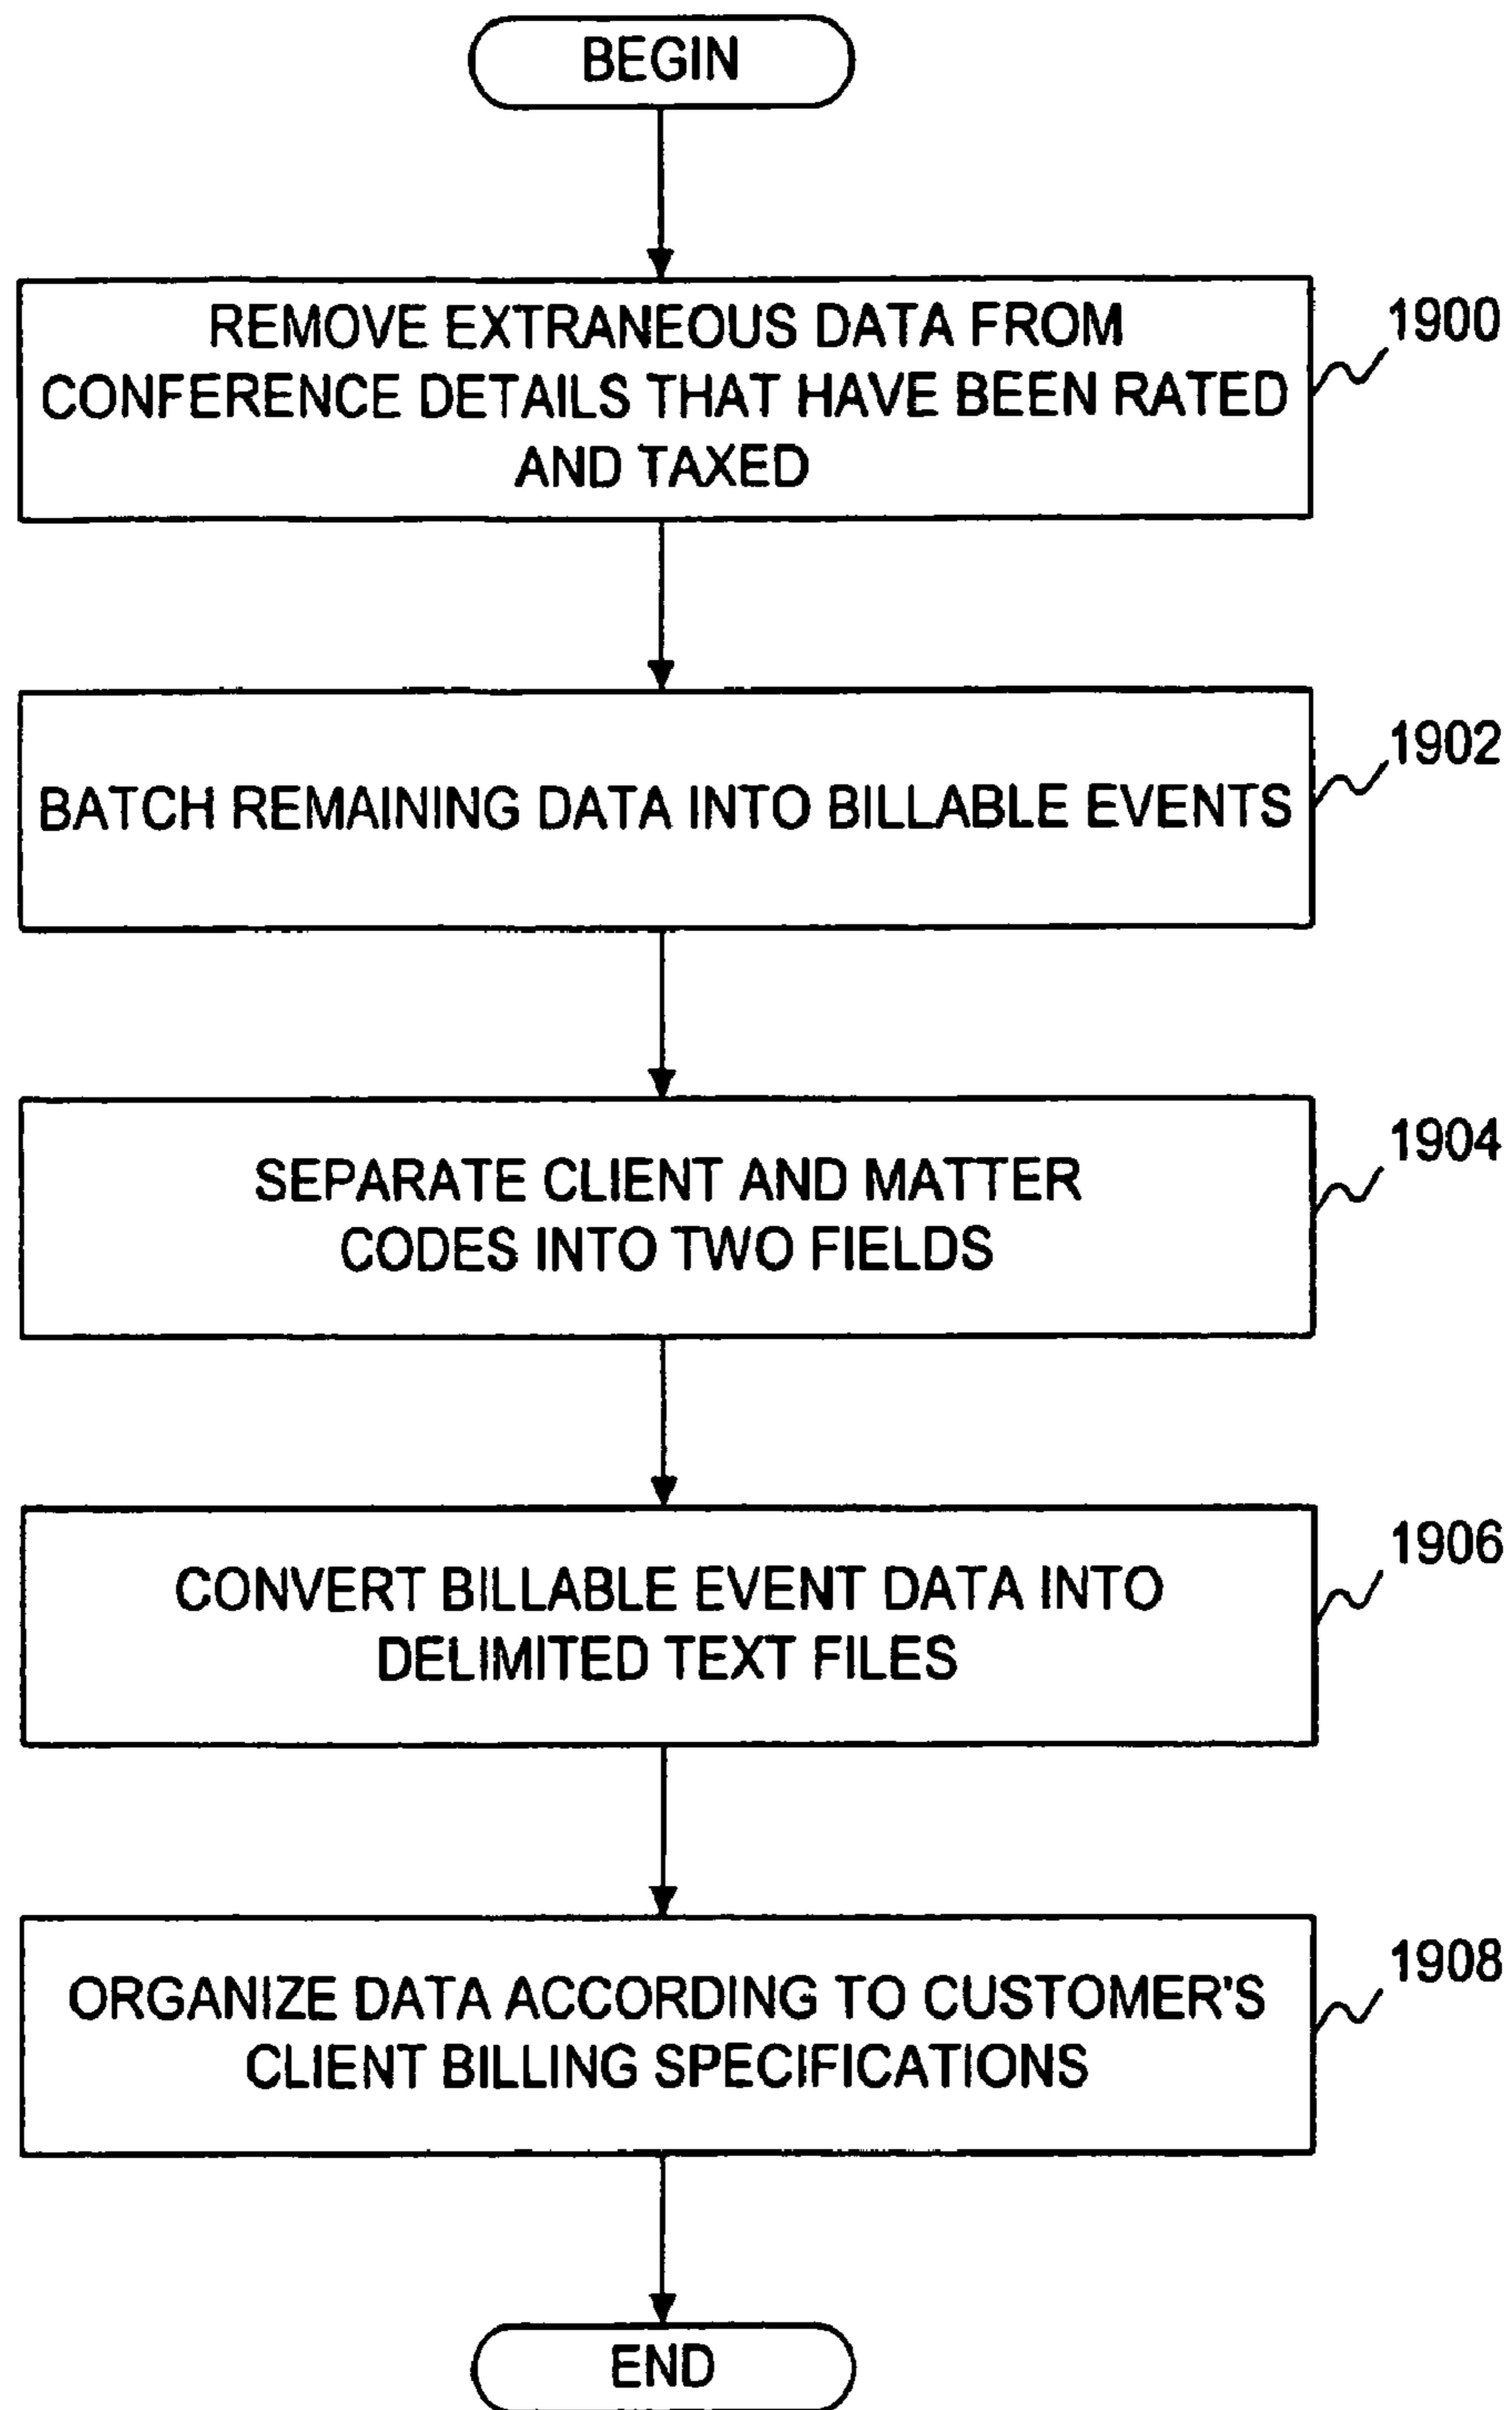 BEGIN
REMOVE EXTRANEOUS DATA FROM
CONFERENCE DETAILS THAT HAVE BEEN RATED
AND TAXED
1900
BATCH REMAINING DATA INTO BILLABLE EVENTS
1902
SEPARATE CLIENT AND MATTER
CODES INTO TWO FIELDS
1904
CONVERT BILLABLE EVENT DATA INTO
DELIMITED TEXT FILES
1906
ORGANIZE DATA ACCORDING TO CUSTOMER'S
CLIENT BILLING SPECIFICATIONS
1908
END